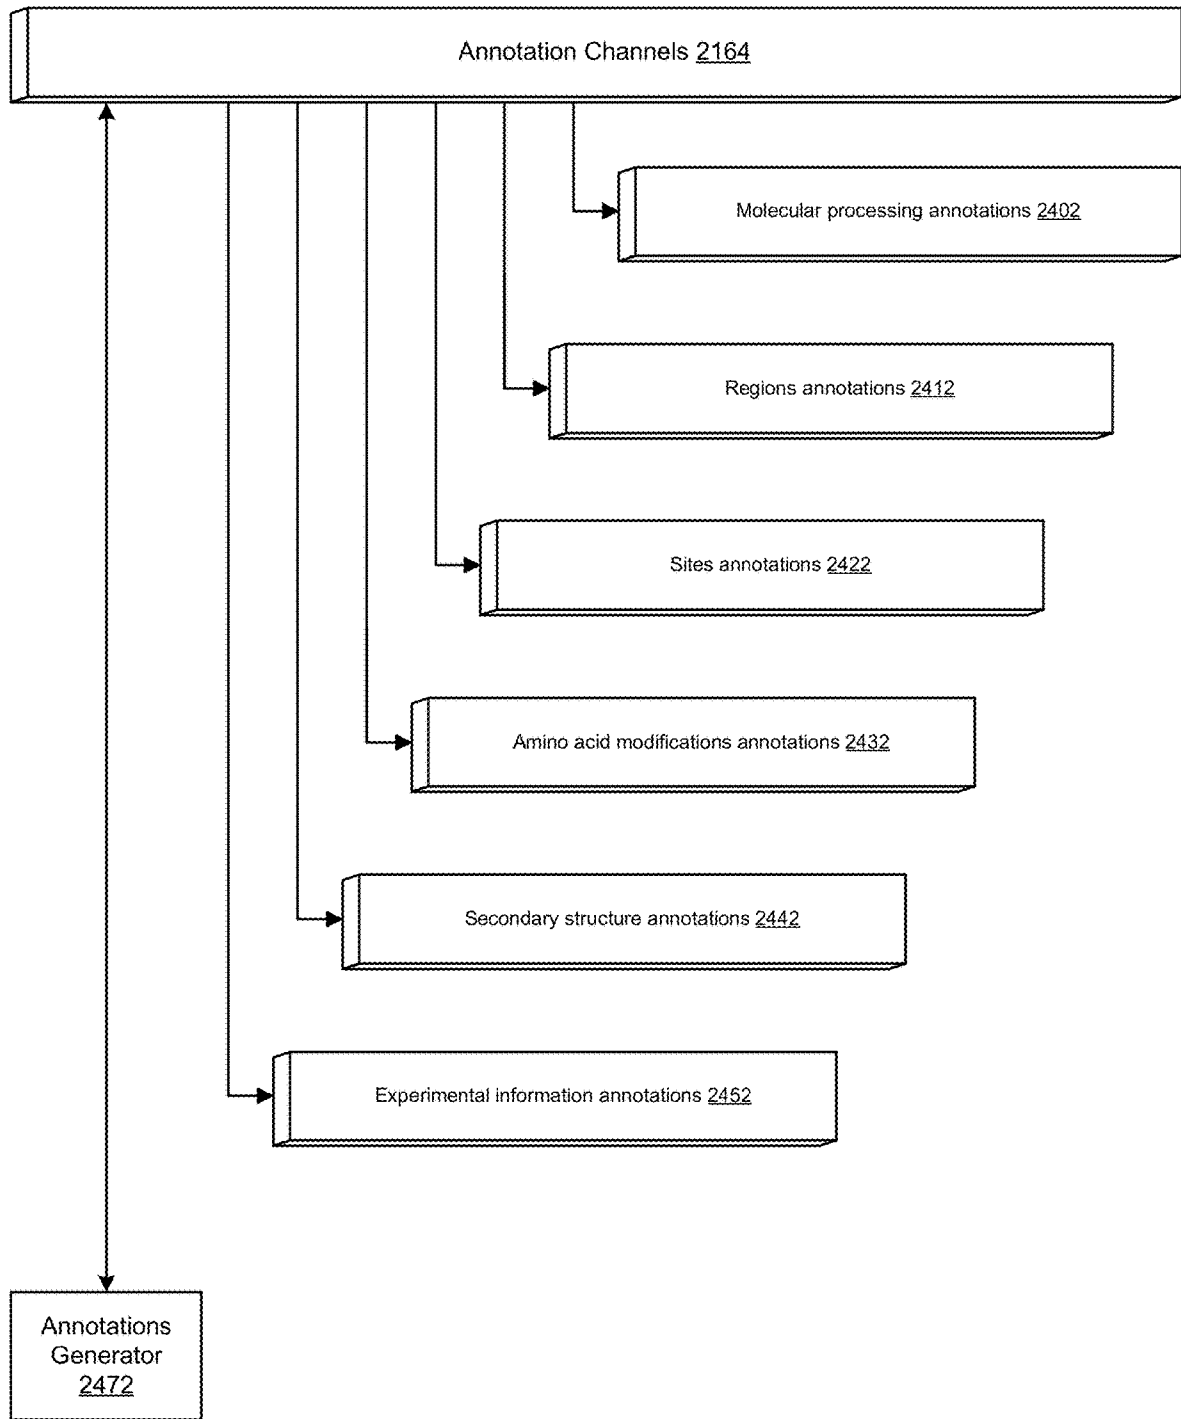 Annotation Channels 2164
Molecular processing annotations 2402
Regions annotations 2412
Sites annotations 2422
Amino acid modifications annotations 2432
Secondary structure annotations 2442
Experimental information annotations 2452
Annotations
Generator
2472